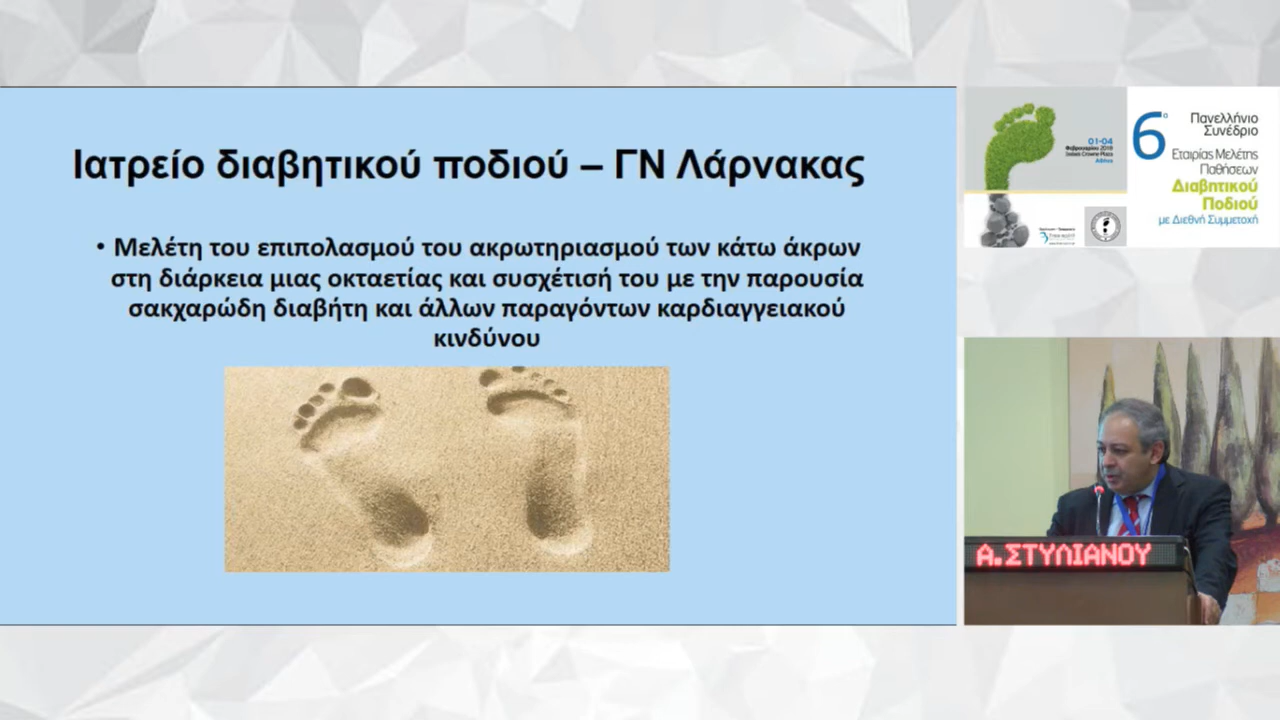 Ιατρείο διαβητικού ποδιού – ΓΝ Λάρνακας
• Μελέτη του επιπολασμού του ακρωτηριασμού των κάτω άκρων
στη διάρκεια μιας οκταετίας και συσχέτισή του με την παρουσία
σακχαρώδη διαβήτη και άλλων παραγόντων καρδιαγγειακού
κινδύνου
01-04
Φεβρουαρίου 2018
Crowne Plaza
Αθήνα
6ο
Πανελλήνιο
Συνέδριο
Εταιρίας Μελέτης
Παθήσεων
Διαβητικού
Ποδιού
με Διεθνή Συμμετοχή
Α.ΣΤΥΛΙΑΝΟΥ